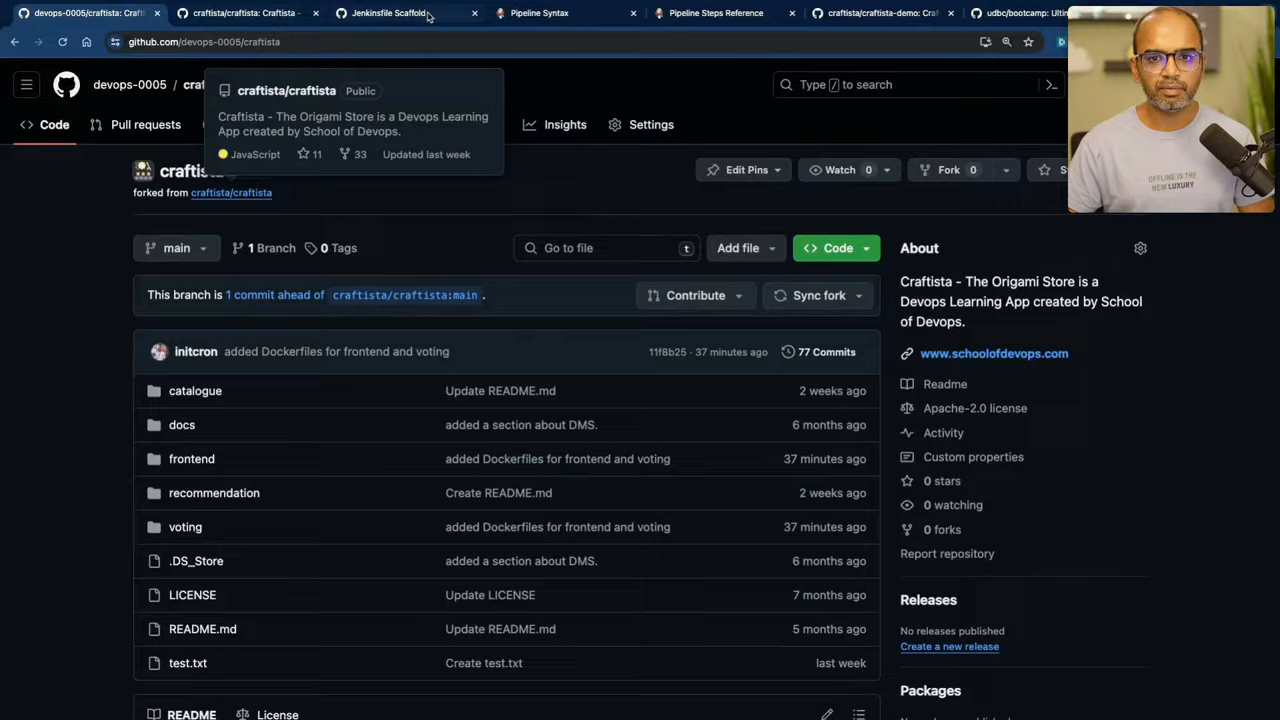 devops-0005/craftista: Craftis
craftista/craftista: Craftista -
Jenkinsfile Scaffold
Pipeline Syntax
Pipeline Steps Reference
craftista/craftista-demo: Craf
udbc/bootcamp: Ultim
github.com/devops-0005/craftista
devops-0005 / craf
Type / to search
craftista/craftista Public
Craftista - The Origami Store is a Devops Learning
App created by School of Devops.
JavaScript 11 33 Updated last week
Code
Pull requests
Insights
Settings
craftista
Edit Pins
Watch 0
Fork 0
forked from craftista/craftista
OFFLINE IS THE
NEW LUXURY
main
1 Branch
0 Tags
Go to file t
Add file
Code
About
This branch is 1 commit ahead of craftista/craftista:main .
Contribute
Sync fork
Craftista - The Origami Store is a
Devops Learning App created by School
of Devops.
initcron added Dockerfiles for frontend and voting 11f8b25 · 37 minutes ago 77 Commits
www.schoolofdevops.com
catalogue Update README.md 2 weeks ago
docs added a section about DMS. 6 months ago
frontend added Dockerfiles for frontend and voting 37 minutes ago
recommendation Create README.md 2 weeks ago
voting added Dockerfiles for frontend and voting 37 minutes ago
.DS_Store added a section about DMS. 6 months ago
LICENSE Update LICENSE 7 months ago
README.md Update README.md 5 months ago
test.txt Create test.txt last week
README
License
Readme
Apache-2.0 license
Activity
Custom properties
0 stars
0 watching
0 forks
Report repository
Releases
No releases published
Create a new release
Packages